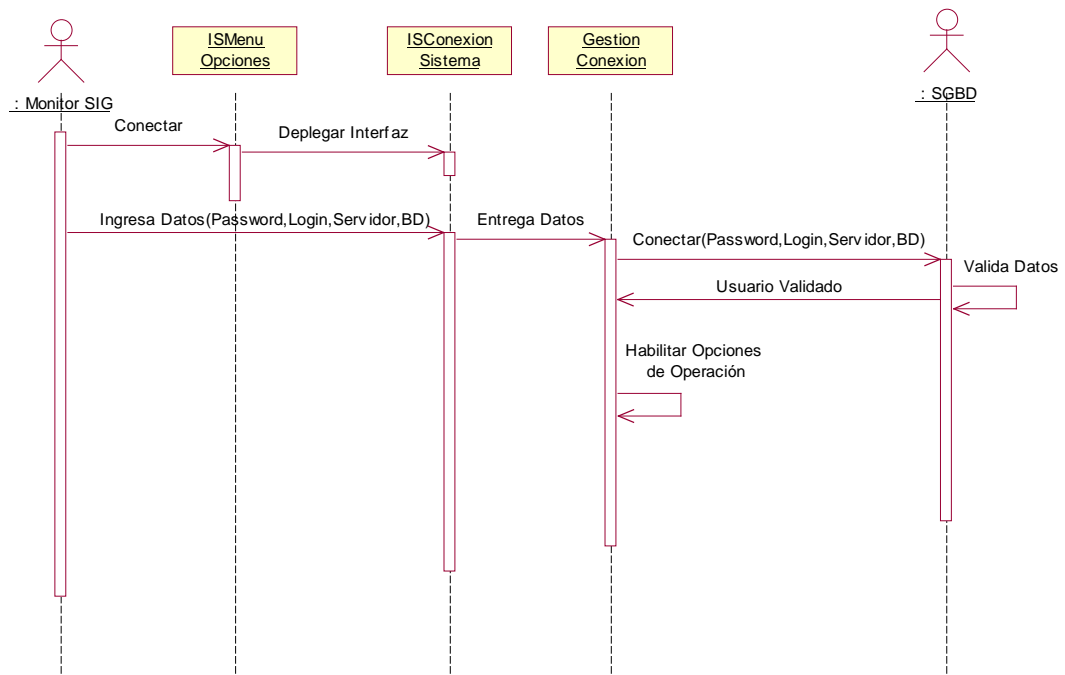 ISMenu
Opciones
ISConexion
Sistema
Gestion
Conexion
: Monitor SIG
: SGBD
Conectar
Deplegar Interfaz
Ingresa Datos(Password,Login,Servidor,BD)
Entrega Datos
Conectar(Password,Login,Servidor,BD)
Valida Datos
Usuario Validado
Habilitar Opciones
de Operación